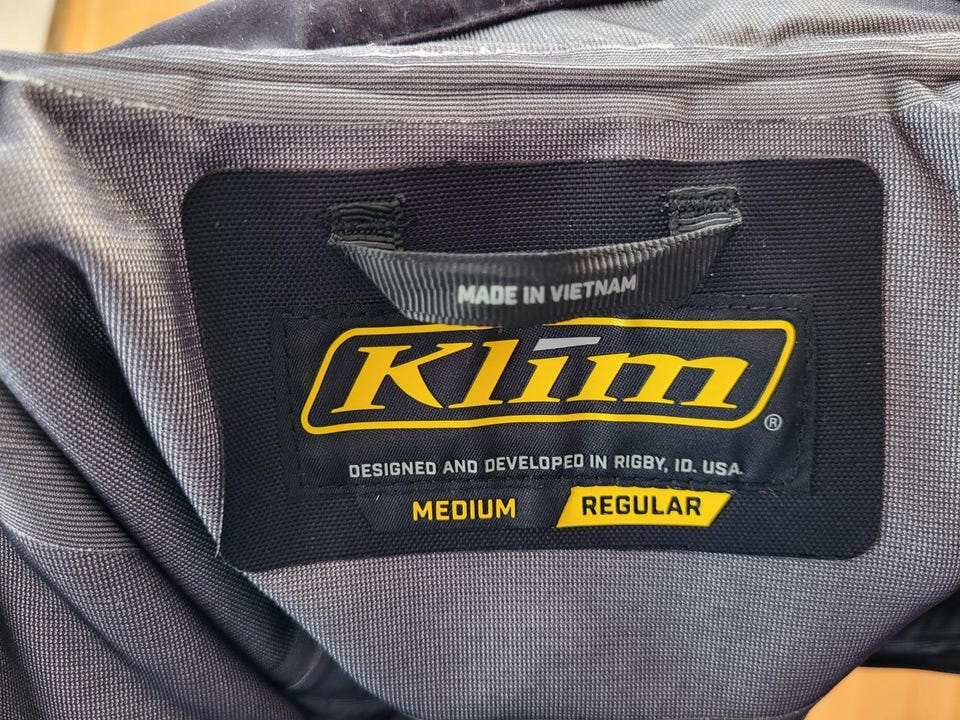 MADE IN VIETNAM
Klim®
DESIGNED AND DEVELOPED IN RIGBY, ID. USA
MEDIUM REGULAR